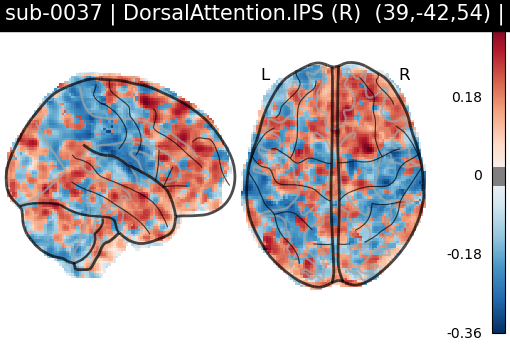 sub-0037 | DorsalAttention.IPS (R)  (39,-42,54) |
L
R
0.18
0
-0.18
-0.36